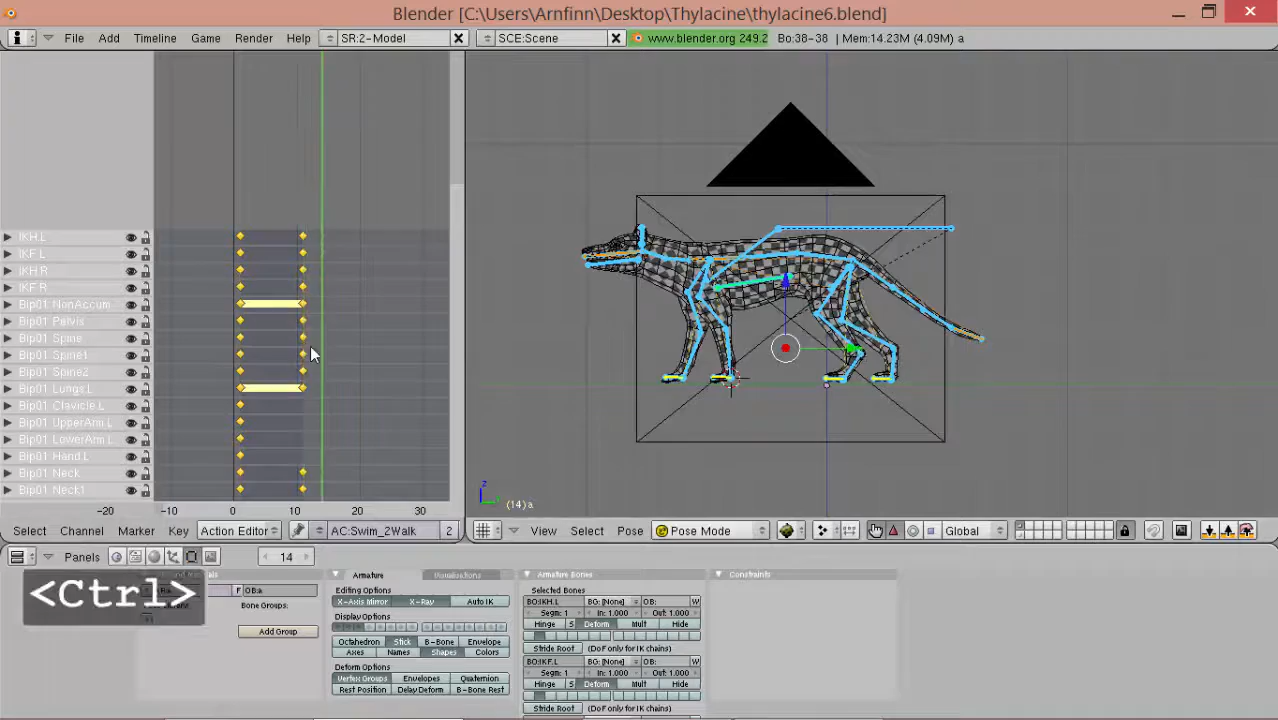 Blender [C:\Users\Arnfinn\Desktop\Thylacine\thylacine6.blend]
File Add Timeline Game Render Help SR:2-Model SCE:Scene www.blender.org 249.2 Bo:38-38 | Mem:14.23M (4.09M) a
IKH.L
IKF L
IKH R
IKF R
Bip01 NonAccum
Bip01 Pelvis
Bip01 Spine
Bip01 Spine1
Bip01 Spine2
Bip01 Lungs.L
Bip01 Clavicle.L
Bip01 UpperArm L
Bip01 LowerArm L
Bip01 Hand.L
Bip01 Neck
Bip01 Neck1
-20 -10 0 10 20 30
z
(14)a
Select Channel Marker Key Action Editor AC:Swim_2Walk 2
View Select Pose Pose Mode Global
Panels 14
<Ctrl>
F OB:a
Bone Groups:
Add Group
Armature
Editing Options
X-Axis Mirror X-Ray Auto IK
Display Options
Octahedron Stick B-Bone Envelope
Axes Names Shapes Colors
Deform Options
Vertex Groups Envelopes Quaternion
Rest Position Delay Deform B-Bone Rest
Visualisations
Armature Bones
Selected Bones
BO:IKH.L BG: [None] OB: W
Segm: 1 In: 1.000 Out: 1.000
Hinge S Deform Mult Hide
Stride Root (DoF only for IK chains)
BO:IKF.L BG: [None] OB: W
Segm: 1 In: 1.000 Out: 1.000
Hinge S Deform Mult Hide
Stride Root (DoF only for IK chains)
Constraints